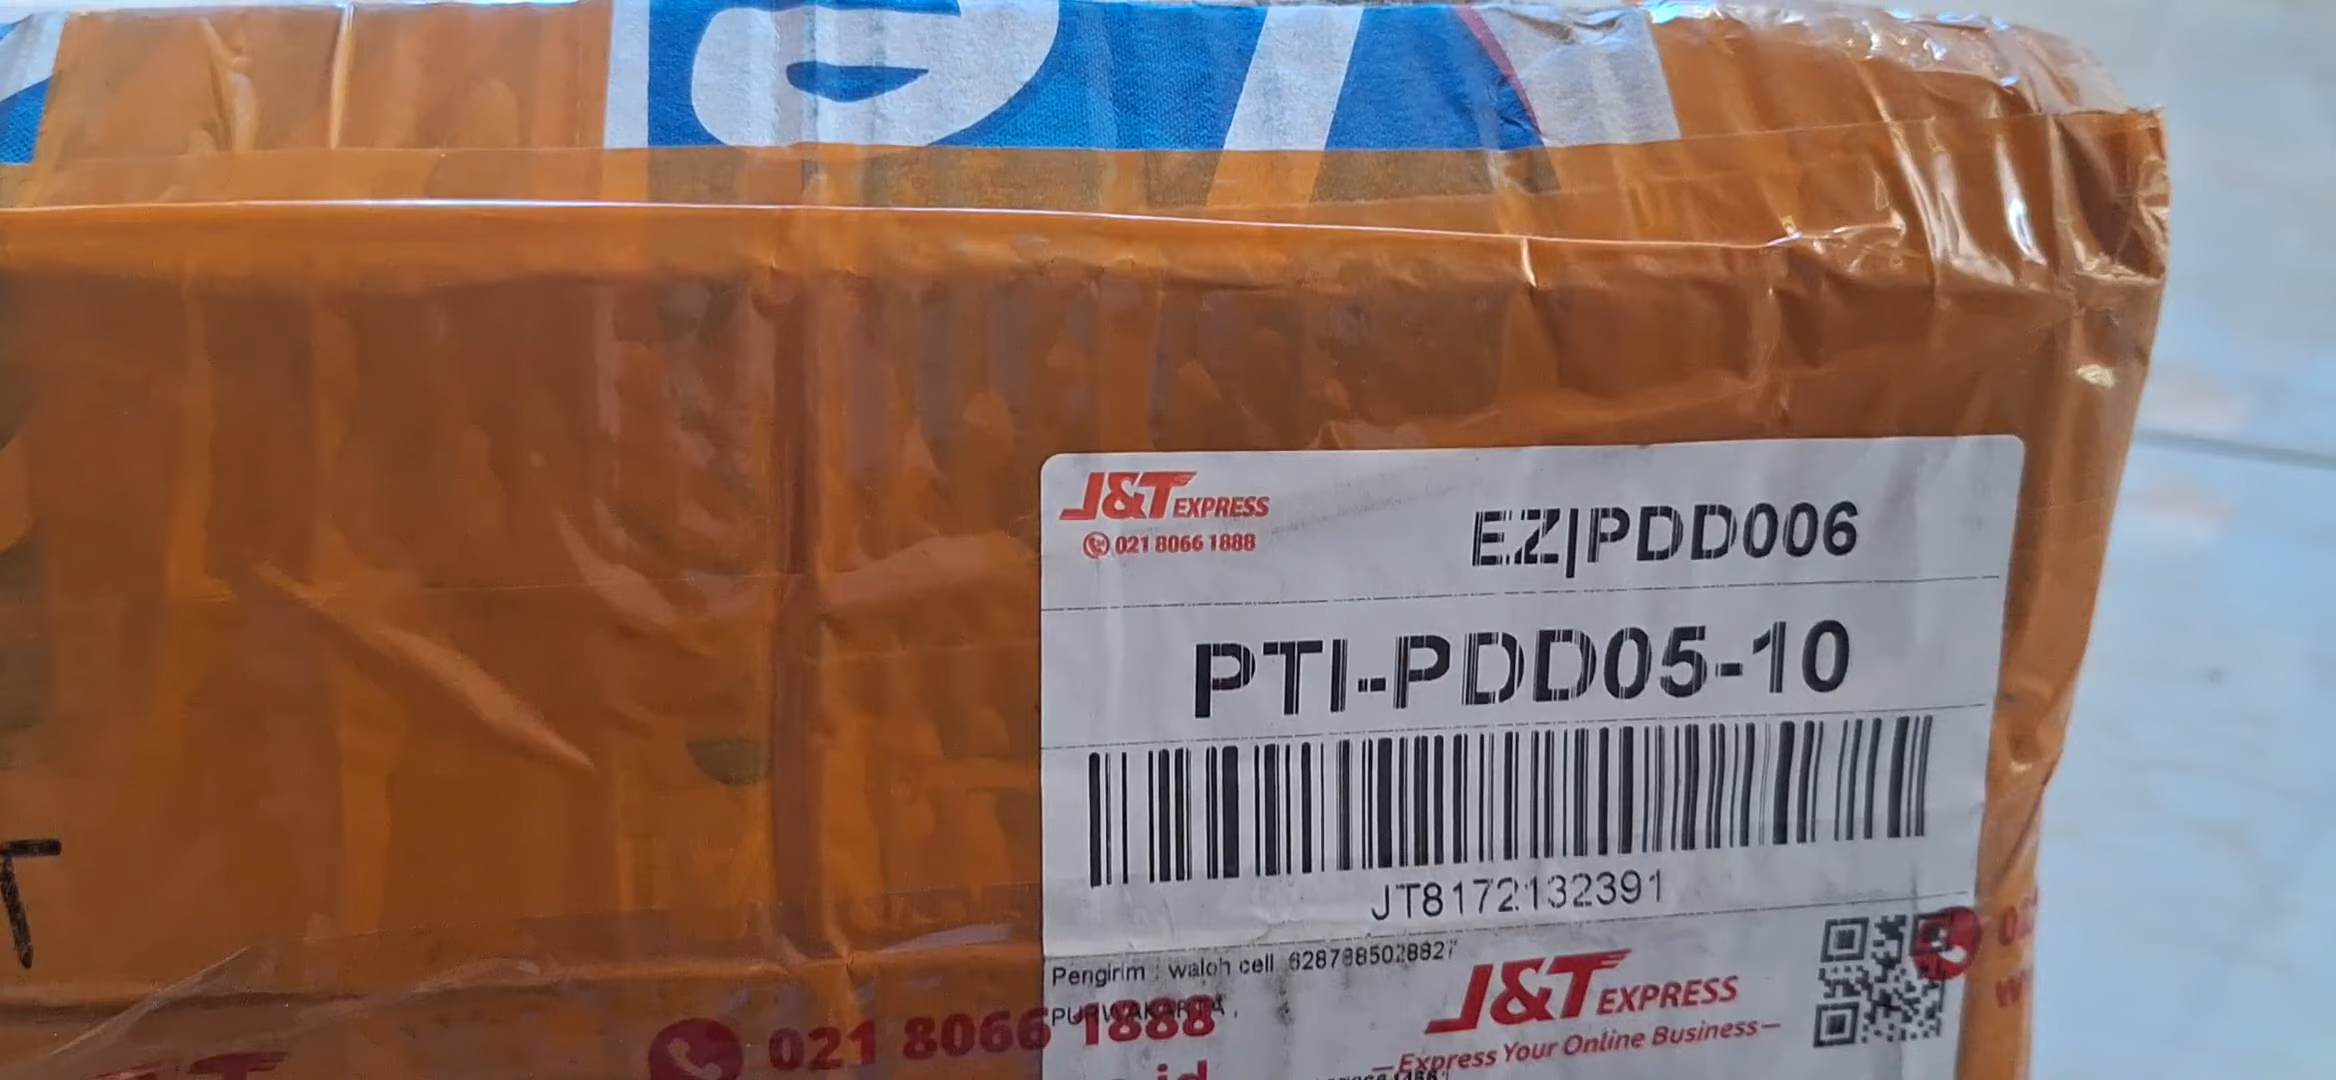 J&T EXPRESS
021 8066 1888
EZ|PDD006
PTI-PDD05-10
JT8172132391
Pengirim : waloh cell 6287885028827
PURWAKARTA ,
J&T EXPRESS
—Express Your Online Business—
021 8066 1888
T